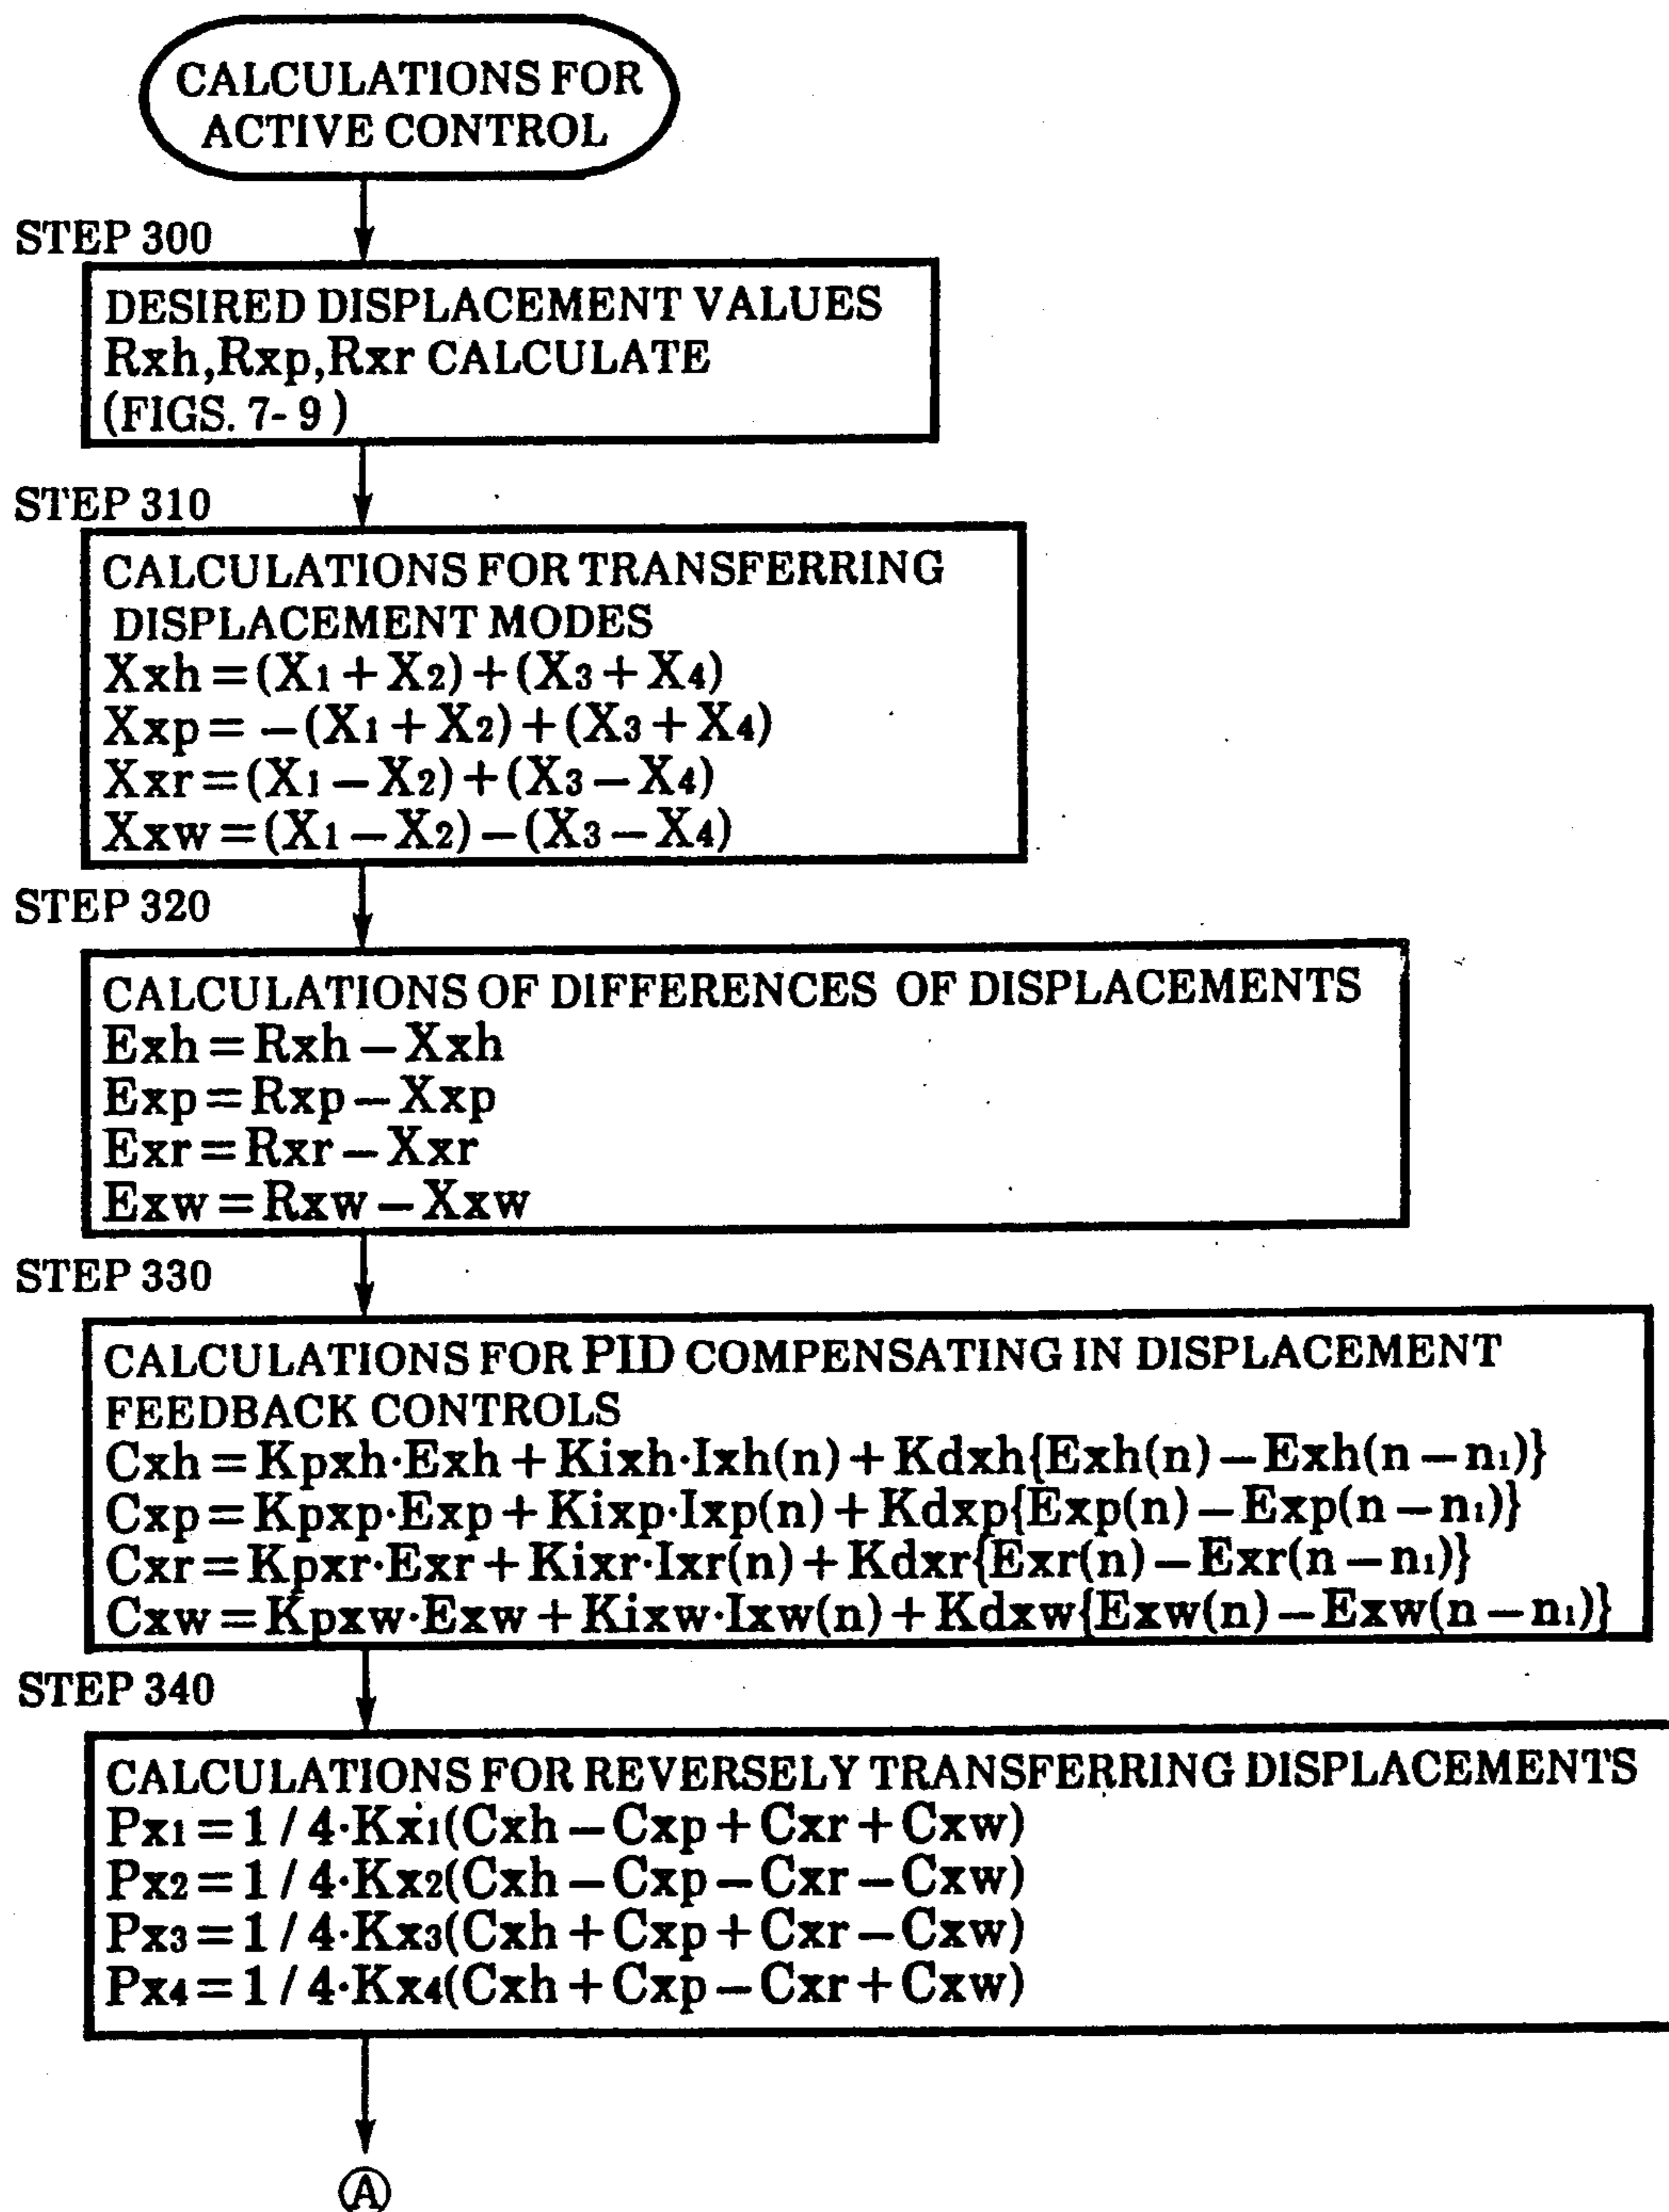 CALCULATIONS FOR
ACTIVE CONTROL
STEP 300
DESIRED DISPLACEMENT VALUES
Rxh,Rxp,Rxr CALCULATE
(FIGS. 7-9)
STEP 310
CALCULATIONS FOR TRANSFERRING
DISPLACEMENT MODES
Xxh=(X1+X2)+(X3+X4)
Xxp=−(X1+X2)+(X3+X4)
Xxr=(X1−X2)+(X3−X4)
Xxw=(X1−X2)−(X3−X4)
STEP 320
CALCULATIONS OF DIFFERENCES OF DISPLACEMENTS
Exh=Rxh−Xxh
Exp=Rxp−Xxp
Exr=Rxr−Xxr
Exw=Rxw−Xxw
STEP 330
CALCULATIONS FOR PID COMPENSATING IN DISPLACEMENT
FEEDBACK CONTROLS
Cxh=Kpxh·Exh+Kixh·Ixh(n)+Kdxh{Exh(n)−Exh(n−n1)}
Cxp=Kpxp·Exp+Kixp·Ixp(n)+Kdxp{Exp(n)−Exp(n−n1)}
Cxr=Kpxr·Exr+Kixr·Ixr(n)+Kdxr{Exr(n)−Exr(n−n1)}
Cxw=Kpxw·Exw+Kixw·Ixw(n)+Kdxw{Exw(n)−Exw(n−n1)}
STEP 340
CALCULATIONS FOR REVERSELY TRANSFERRING DISPLACEMENTS
Px1=1/4·Kx1(Cxh−Cxp+Cxr+Cxw)
Px2=1/4·Kx2(Cxh−Cxp−Cxr−Cxw)
Px3=1/4·Kx3(Cxh+Cxp+Cxr−Cxw)
Px4=1/4·Kx4(Cxh+Cxp−Cxr+Cxw)
A